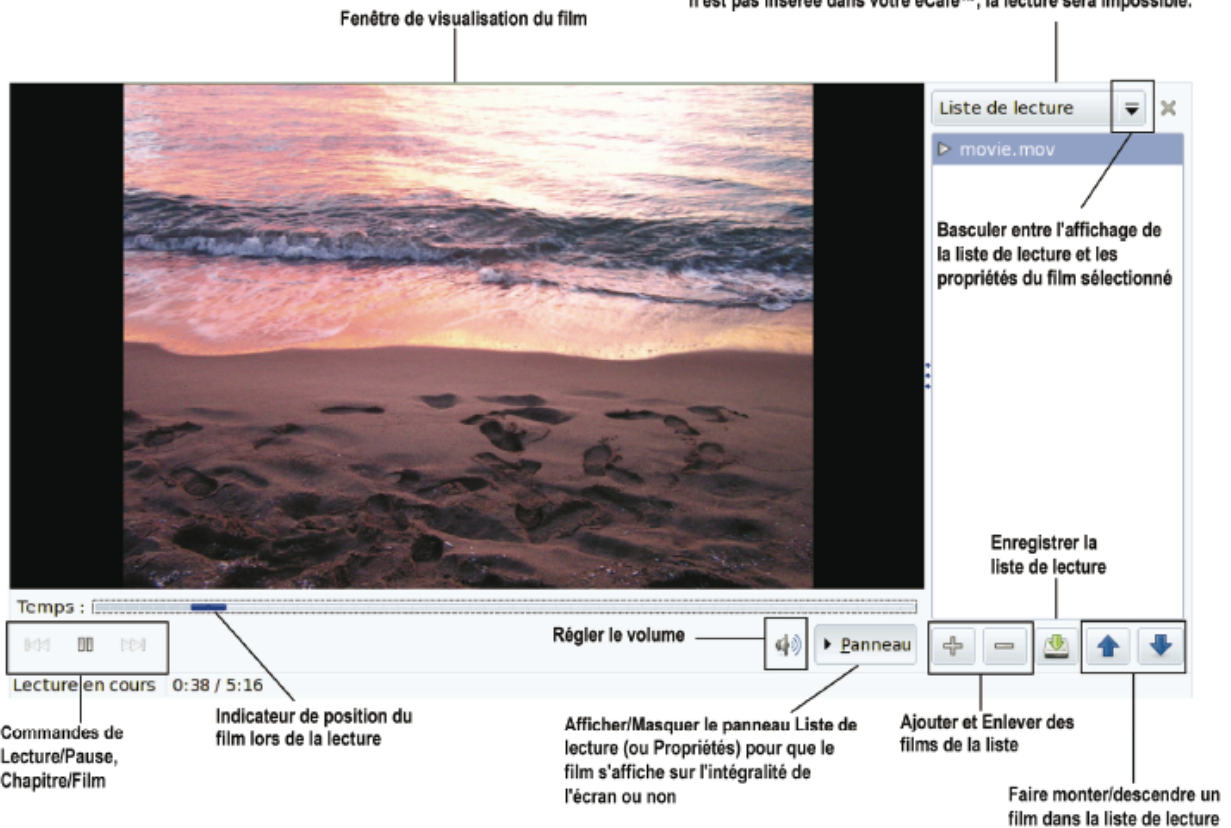 n'est pas insérée dans votre eCafé™, la lecture sera impossible.
Fenêtre de visualisation du film
Liste de lecture
movie.mov
Basculer entre l'affichage de
la liste de lecture et les
propriétés du film sélectionné
Enregistrer la
liste de lecture
Temps :
Régler le volume
Panneau
Lecture en cours 0:38 / 5:16
Commandes de
Lecture/Pause,
Chapitre/Film
Indicateur de position du
film lors de la lecture
Afficher/Masquer le panneau Liste de
lecture (ou Propriétés) pour que le
film s'affiche sur l'intégralité de
l'écran ou non
Ajouter et Enlever des
films de la liste
Faire monter/descendre un
film dans la liste de lecture